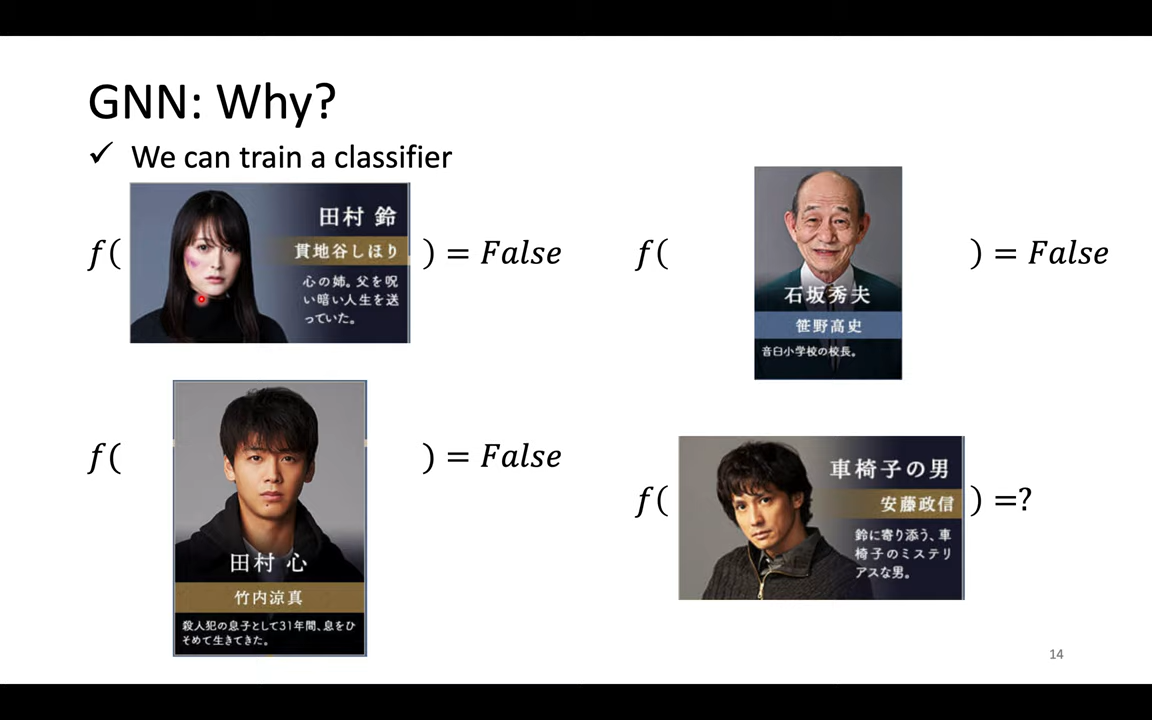 GNN: Why?
✓ We can train a classifier
f(
田村 鈴
貫地谷しほり
心の姉。父を呪
い暗い人生を送
っていた。
) = False
f(
石坂秀夫
笹野高史
音臼小学校の校長。
) = False
f(
田村 心
竹内涼真
殺人犯の息子として31年間、息をひ
そめて生きてきた。
) = False
f(
車椅子の男
安藤政信
鈴に寄り添う、車
椅子のミステリ
アスな男。
) =?
14